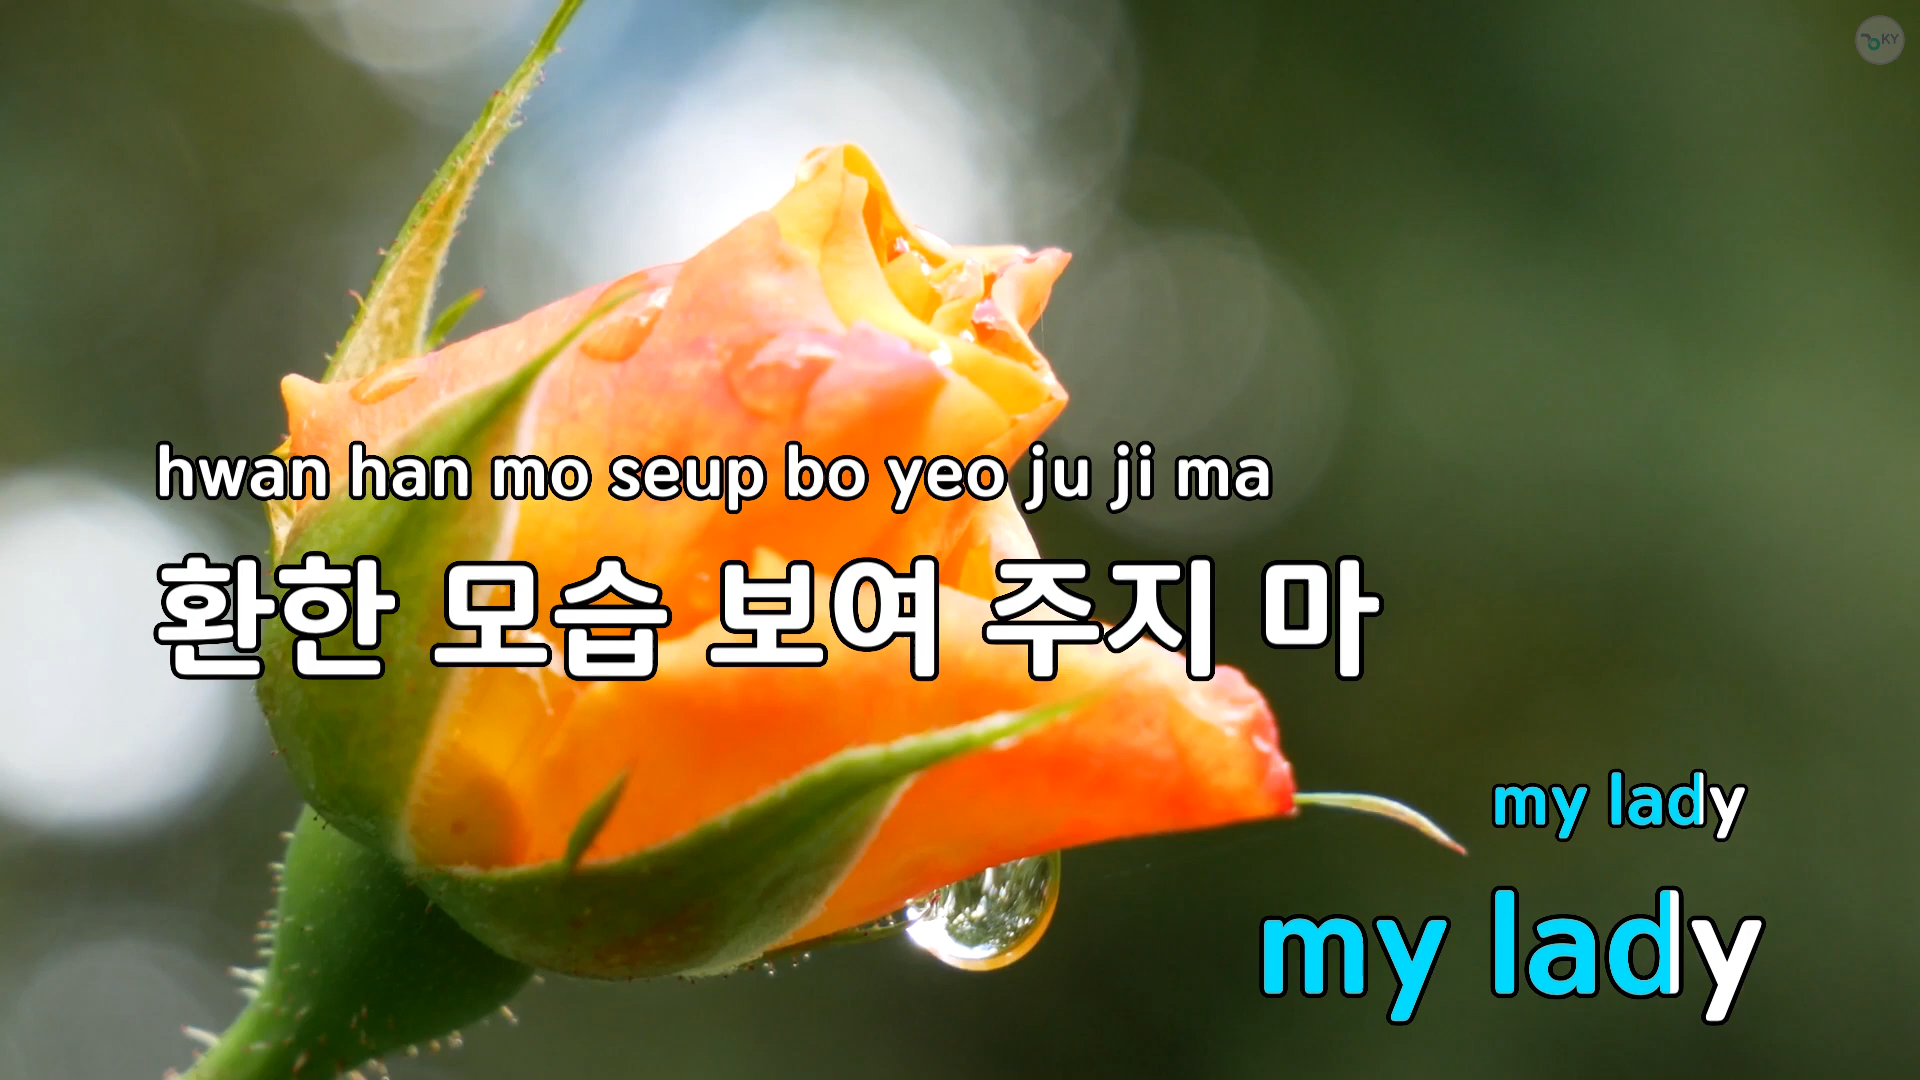 KY
hwan han mo seup bo yeo ju ji ma
환한 모습 보여 주지 마
my lady
my lady